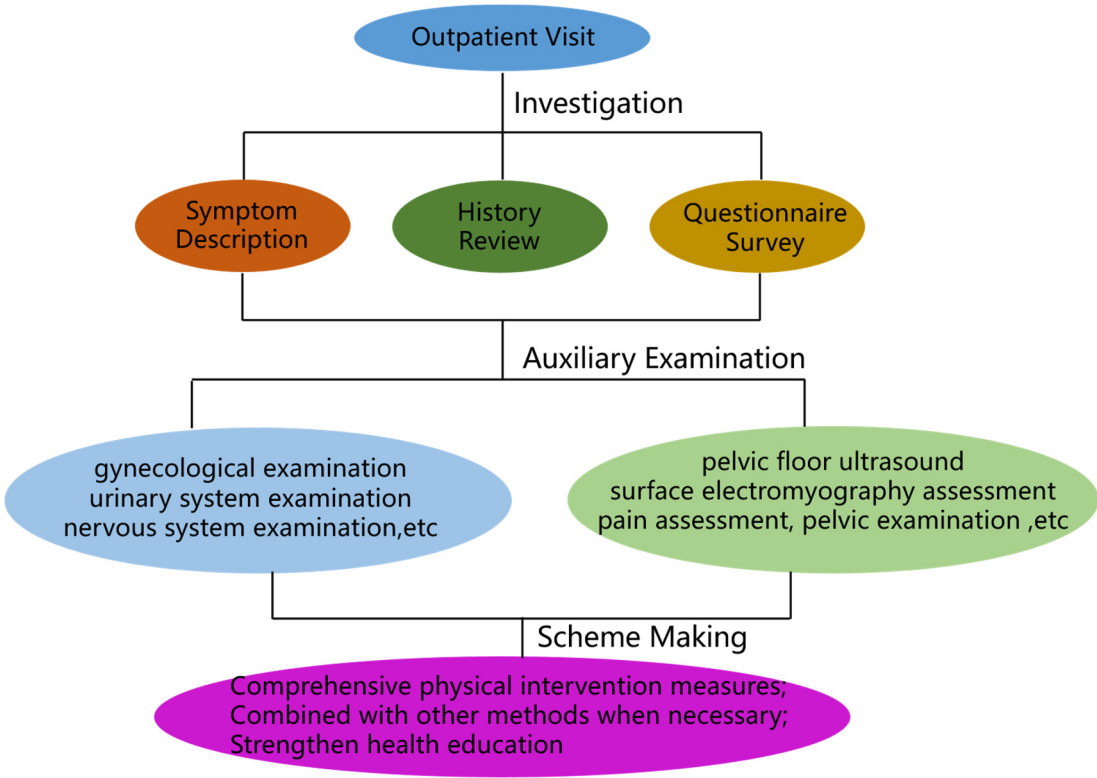 Outpatient Visit
Investigation
Symptom
Description
History
Review
Questionnaire
Survey
Auxiliary Examination
gynecological examination
urinary system examination
nervous system examination,etc
pelvic floor ultrasound
surface electromyography assessment
pain assessment, pelvic examination ,etc
Scheme Making
Comprehensive physical intervention measures;
Combined with other methods when necessary;
Strengthen health education